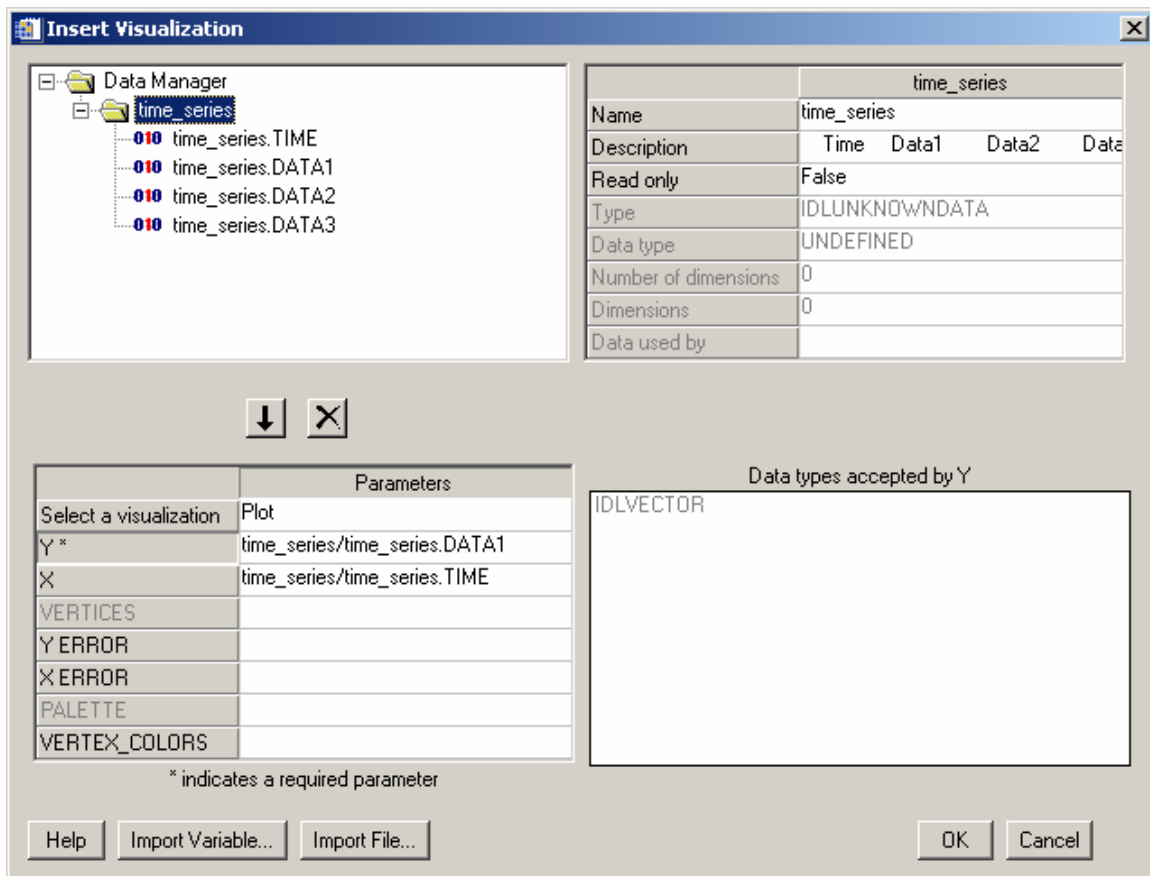 Insert Visualization
Data Manager
time_series
time_series.TIME
time_series.DATA1
time_series.DATA2
time_series.DATA3
time_series
Name time_series
Description Time Data1 Data2 Data
Read only False
Type IDLUNKNOWNDATA
Data type UNDEFINED
Number of dimensions 0
Dimensions 0
Data used by
Parameters
Select a visualization Plot
Y * time_series/time_series.DATA1
X time_series/time_series.TIME
VERTICES
Y ERROR
X ERROR
PALETTE
VERTEX_COLORS
* indicates a required parameter
Data types accepted by Y
IDLVECTOR
Help Import Variable... Import File... OK Cancel